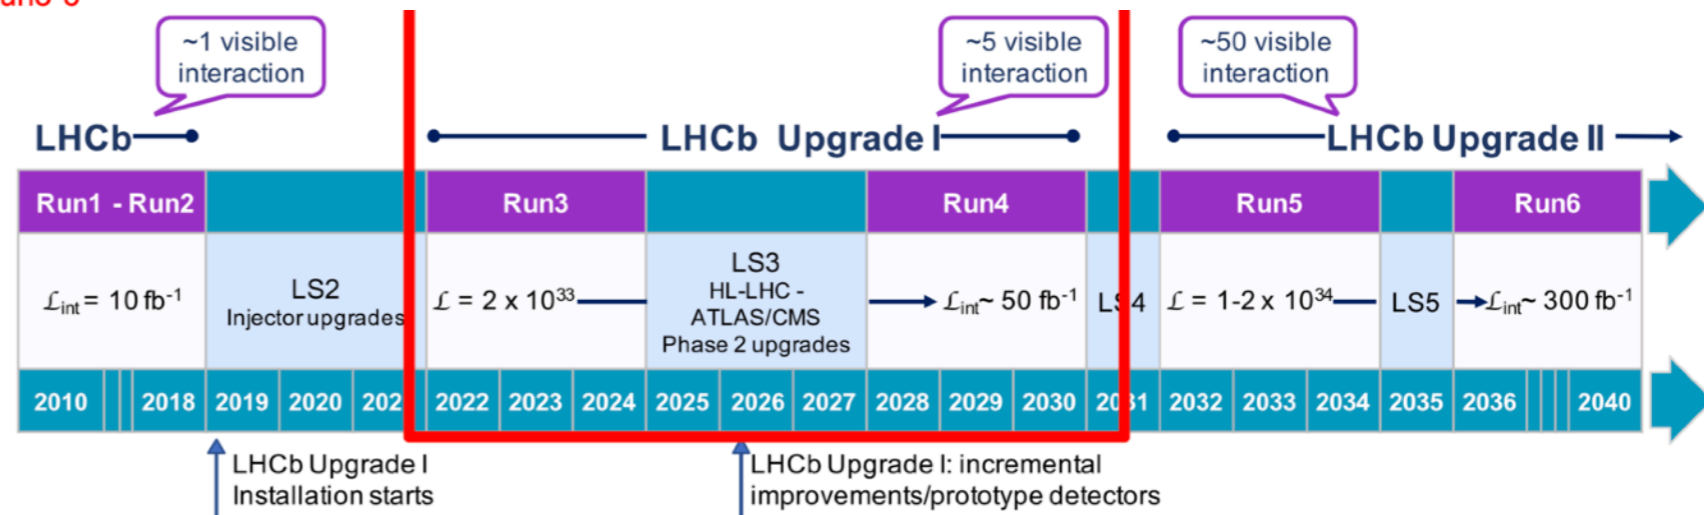 ~1 visible
interaction
~5 visible
interaction
~50 visible
interaction
LHCb
LHCb Upgrade I
LHCb Upgrade II
Run1 - Run2
Run3
Run4
Run5
Run6
ℒint = 10 fb-1
LS2
Injector upgrades
ℒ = 2 x 10³³
LS3
HL-LHC -
ATLAS/CMS
Phase 2 upgrades
ℒint~ 50 fb-1
LS4
ℒ = 1-2 x 10³⁴
LS5
ℒint~ 300 fb-1
2010 2018 2019 2020 202 2022 2023 2024 2025 2026 2027 2028 2029 2030 2031 2032 2033 2034 2035 2036 2040
LHCb Upgrade I
Installation starts
LHCb Upgrade I: incremental
improvements/prototype detectors